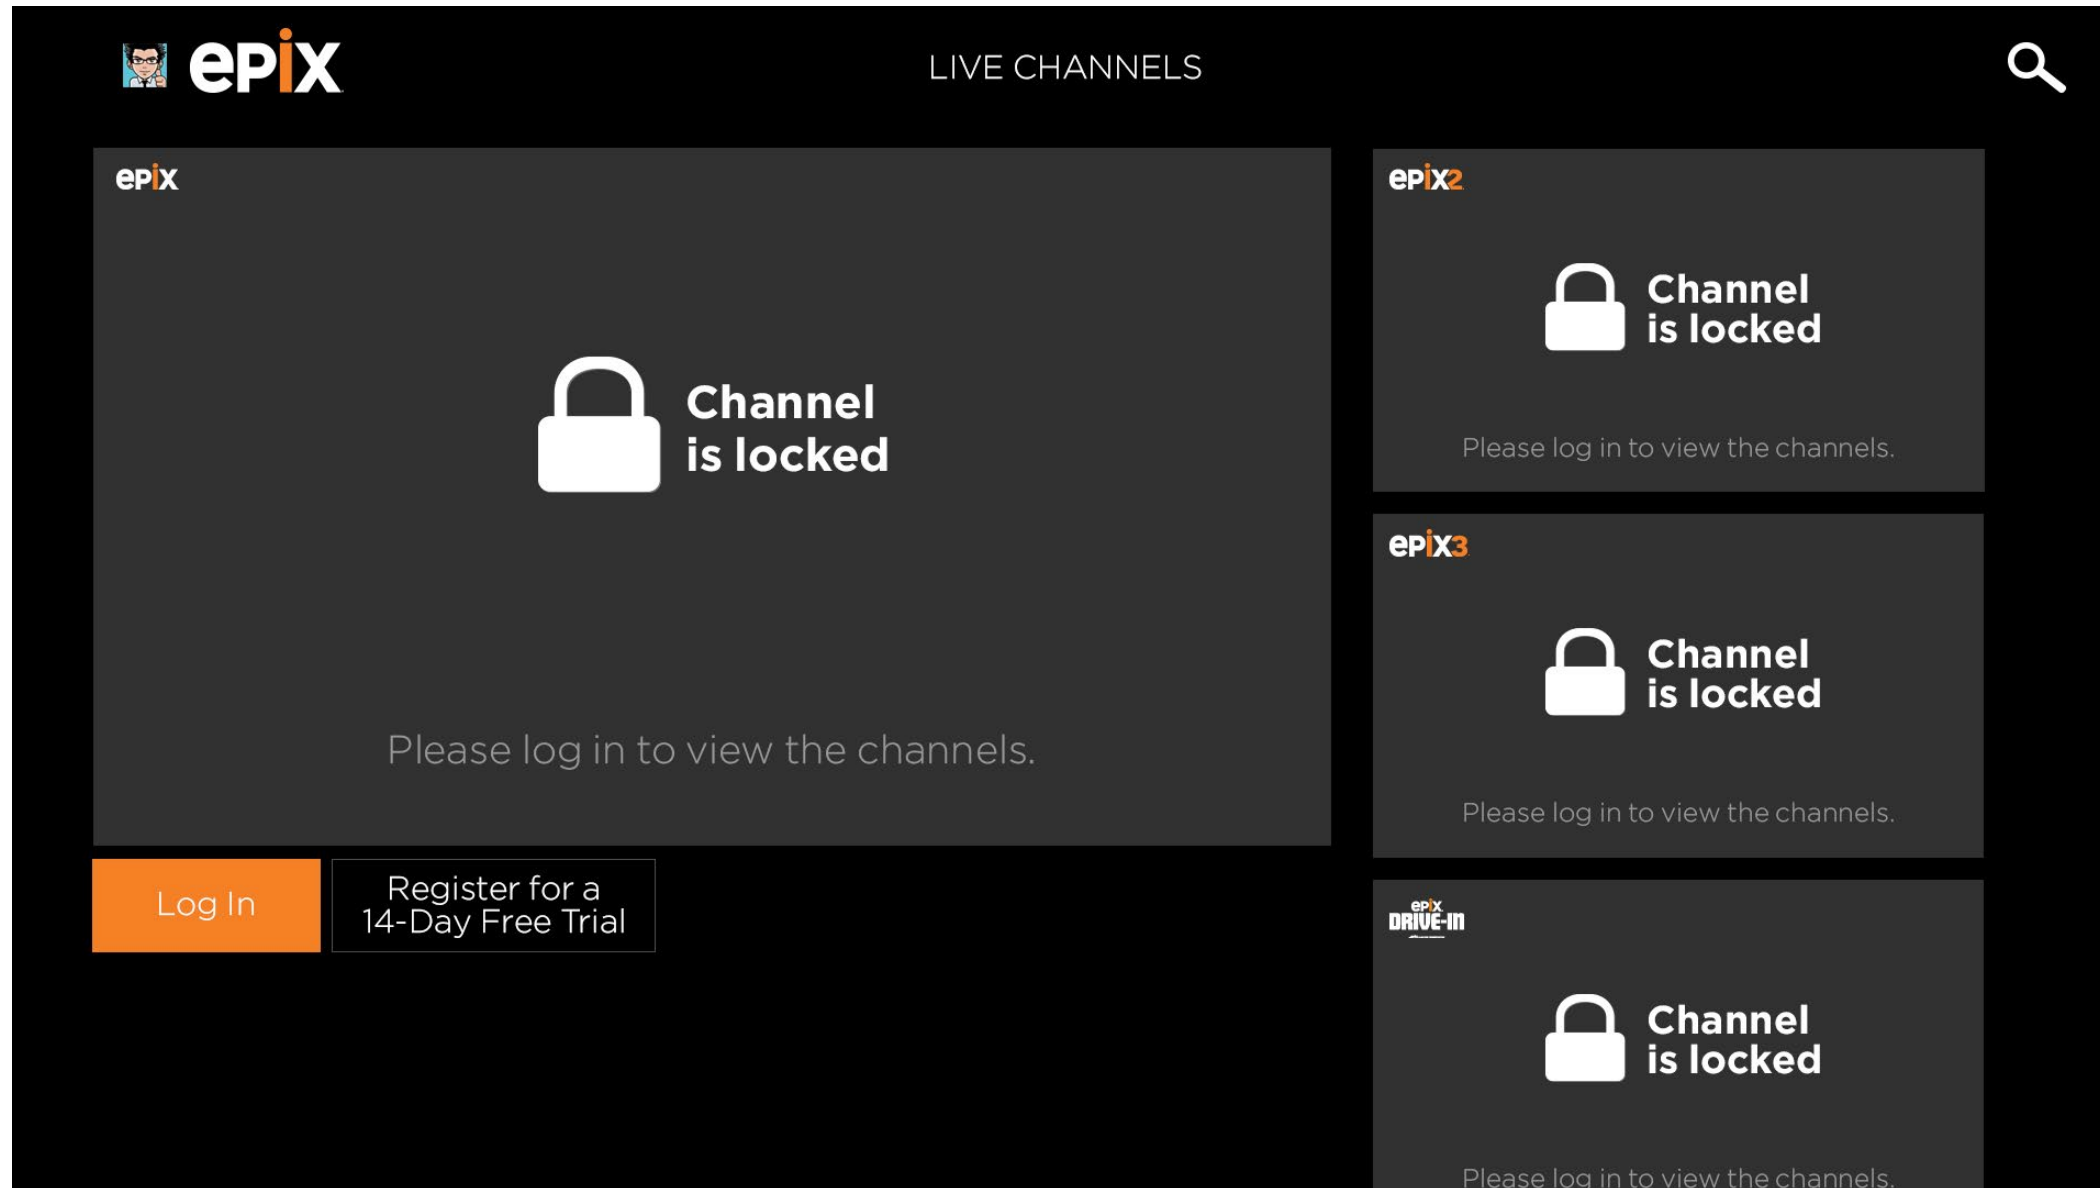 epix
LIVE CHANNELS
epix
Channel
is locked
Please log in to view the channels.
Log In
Register for a
14-Day Free Trial
epix2
Channel
is locked
Please log in to view the channels.
epix3
Channel
is locked
Please log in to view the channels.
epix
DRIVE-IN
Channel
is locked
Please log in to view the channels.